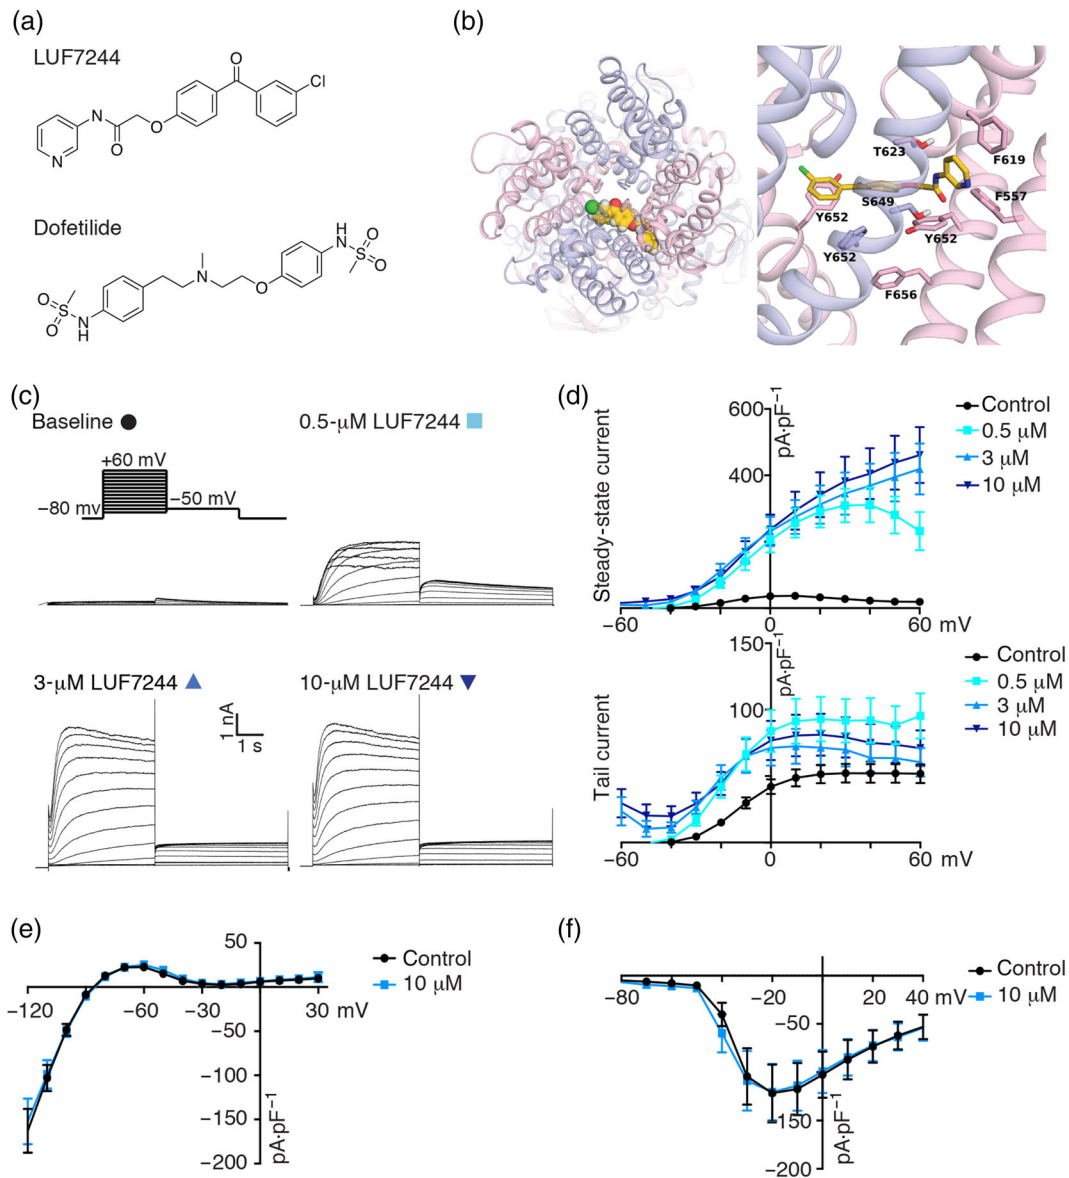 (a)
LUF7244
O
Cl
H
N
O
O
N
Dofetilide
H
N
O
S
O
N
O
O
S
O
N
H
(b)
T623
F619
S649
F557
Y652
Y652
Y652
F656
(c)
Baseline
+60 mV
−50 mV
−80 mv
0.5-μM LUF7244
3-μM LUF7244
1 nA
1 s
10-μM LUF7244
(d)
Steady-state current
pA·pF−1
600
400
−60
0
60
mV
Control
0.5 μM
3 μM
10 μM
Tail current
pA·pF−1
150
100
−60
0
60
mV
Control
0.5 μM
3 μM
10 μM
(e)
50
−120
−60
−30
30
mV
−50
−100
−150
−200
pA·pF−1
Control
10 μM
(f)
−80
−20
20
40
mV
−50
−150
−200
pA·pF−1
Control
10 μM